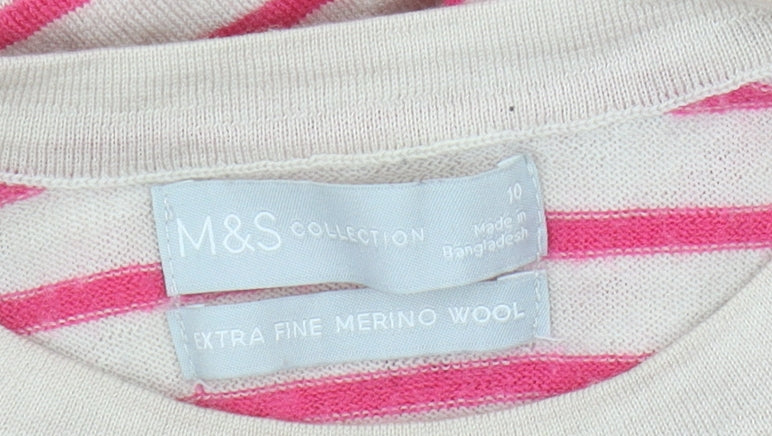 M&S COLLECTION
10
Made in
Bangladesh
EXTRA FINE MERINO WOOL